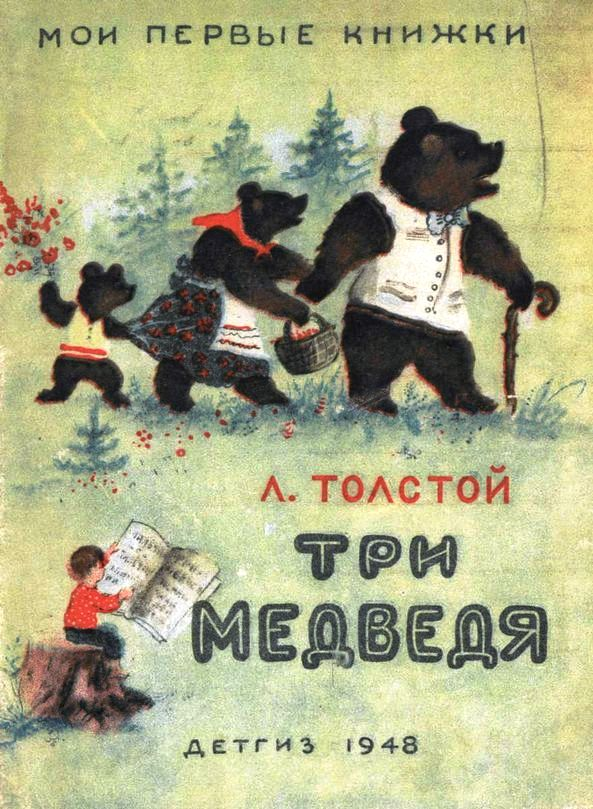 МОИ ПЕРВЫЕ КНИЖКИ
Л. ТОЛСТОЙ
ТРИ
МЕДВЕДЯ
ДЕТГИЗ 1948